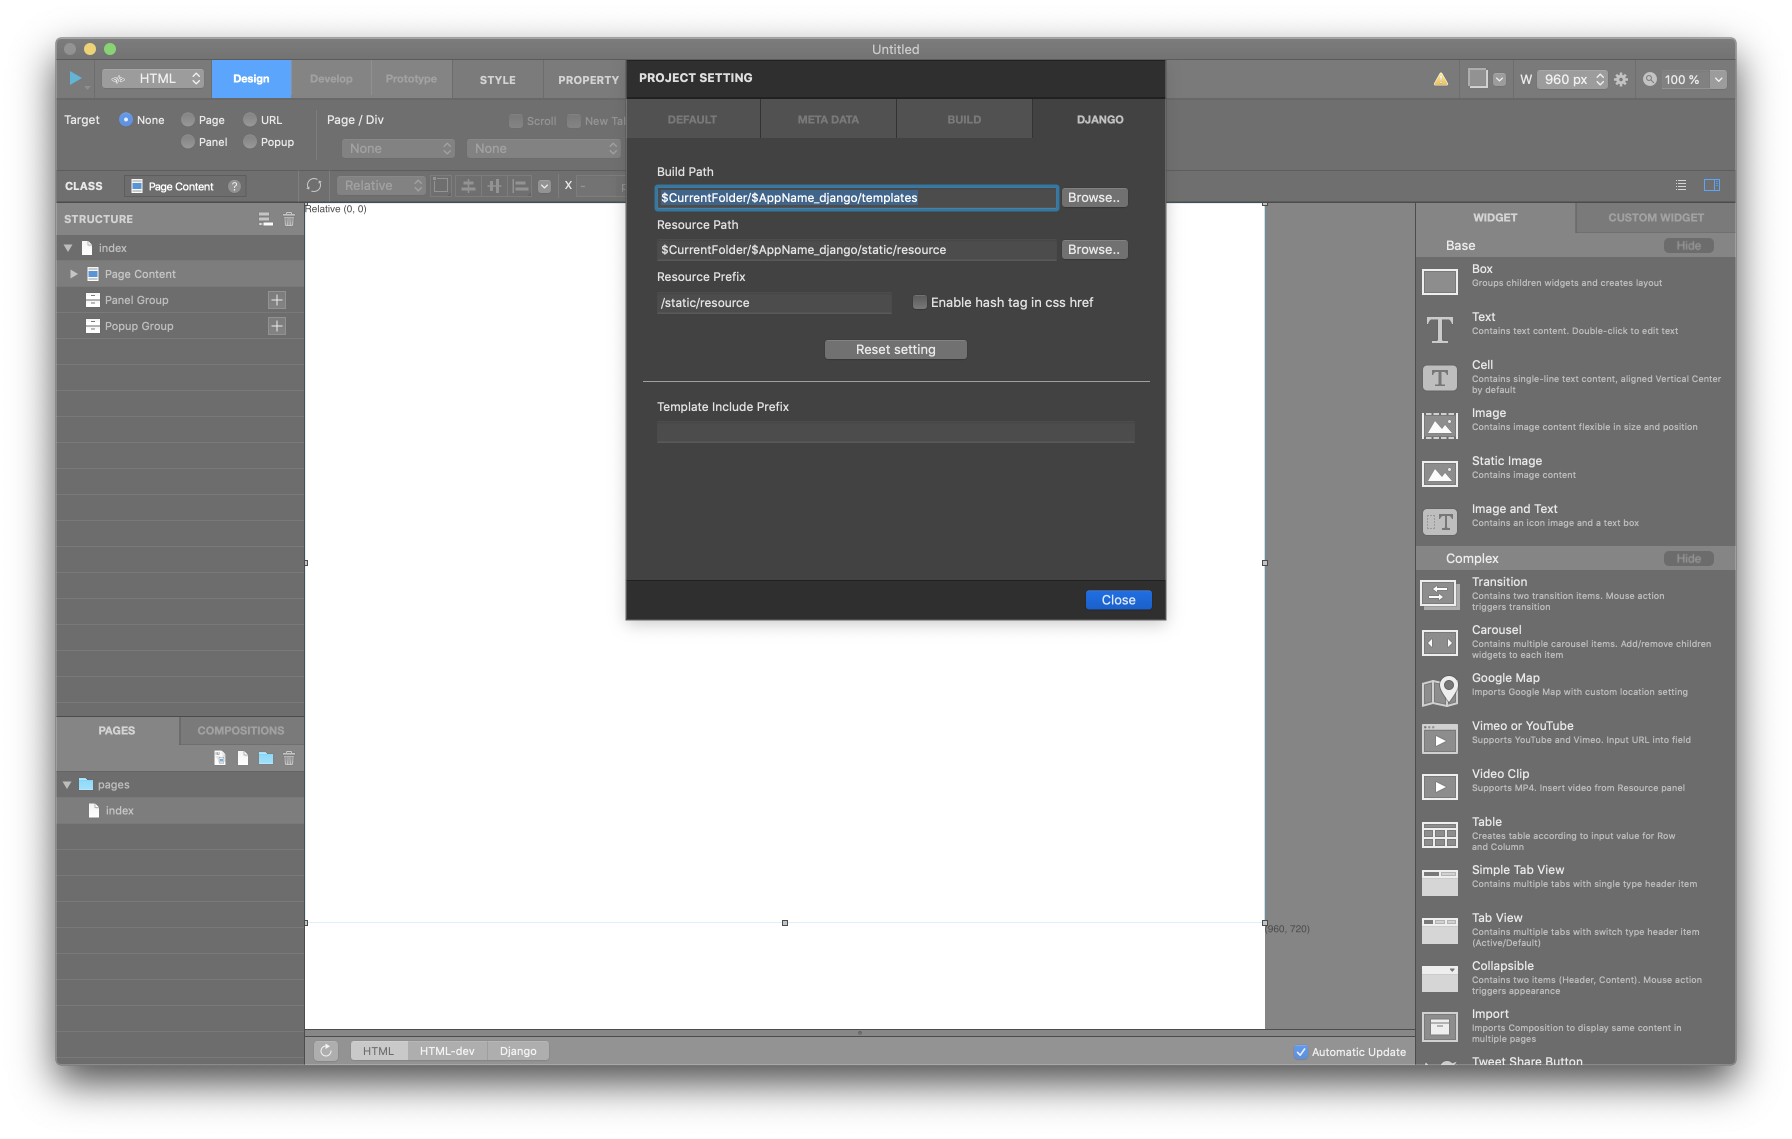 Untitled
HTML
Design
Develop
Prototype
STYLE
PROPERTY
W 960 px
100 %
Target
None
Page
URL
Panel
Popup
Page / Div
Scroll
New Tab
None
None
CLASS
Page Content
?
Relative
X
-
PROJECT SETTING
DEFAULT
META DATA
BUILD
DJANGO
Build Path
$CurrentFolder/$AppName_django/templates
Browse..
Resource Path
$CurrentFolder/$AppName_django/static/resource
Browse..
Resource Prefix
/static/resource
Enable hash tag in css href
Reset setting
Template Include Prefix
Close
STRUCTURE
index
Page Content
Panel Group
Popup Group
Relative (0, 0)
(960, 720)
PAGES
COMPOSITIONS
pages
index
HTML
HTML-dev
Django
Automatic Update
WIDGET
CUSTOM WIDGET
Base
Hide
Box
Groups children widgets and creates layout
Text
Contains text content. Double-click to edit text
Cell
Contains single-line text content, aligned Vertical Center
by default
Image
Contains image content flexible in size and position
Static Image
Contains image content
Image and Text
Contains an icon image and a text box
Complex
Hide
Transition
Contains two transition items. Mouse action
triggers transition
Carousel
Contains multiple carousel items. Add/remove children
widgets to each item
Google Map
Imports Google Map with custom location setting
Vimeo or YouTube
Supports YouTube and Vimeo. Input URL into field
Video Clip
Supports MP4. Insert video from Resource panel
Table
Creates table according to input value for Row
and Column
Simple Tab View
Contains multiple tabs with single type header item
Tab View
Contains multiple tabs with switch type header item
(Active/Default)
Collapsible
Contains two items (Header, Content). Mouse action
triggers appearance
Import
Imports Composition to display same content in
multiple pages
Tweet Share Button